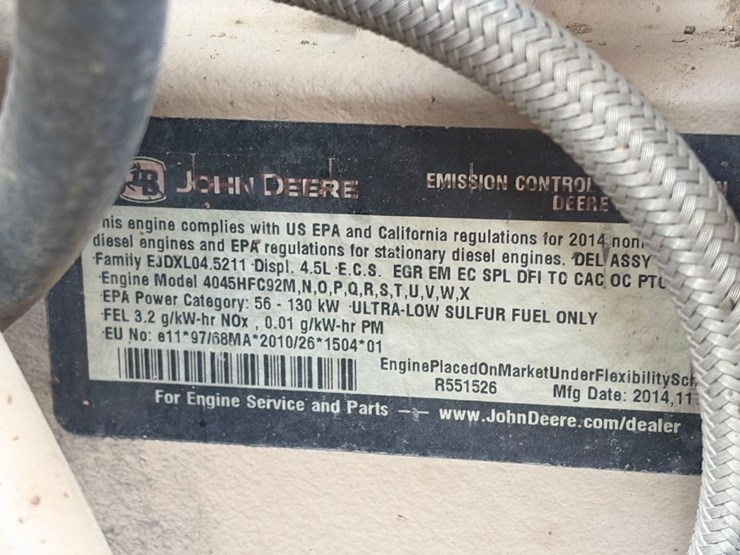 JOHN DEERE
EMISSION CONTROL
DEERE
his engine complies with US EPA and California regulations for 2014 non
diesel engines and EPA regulations for stationary diesel engines. DEL ASSY
Family EJDXL04.5211 Displ. 4.5L E.C.S. EGR EM EC SPL DFI TC CAC OC PTO
Engine Model 4045HFC92M,N,O,P,Q,R,S,T,U,V,W,X
EPA Power Category: 56 - 130 kW ULTRA-LOW SULFUR FUEL ONLY
FEL 3.2 g/kW-hr NOx , 0.01 g/kW-hr PM
EU No: e11*97/68MA*2010/26*1504*01
EnginePlacedOnMarketUnderFlexibilitySch
R551526 Mfg Date: 2014,11
For Engine Service and Parts — www.JohnDeere.com/dealer